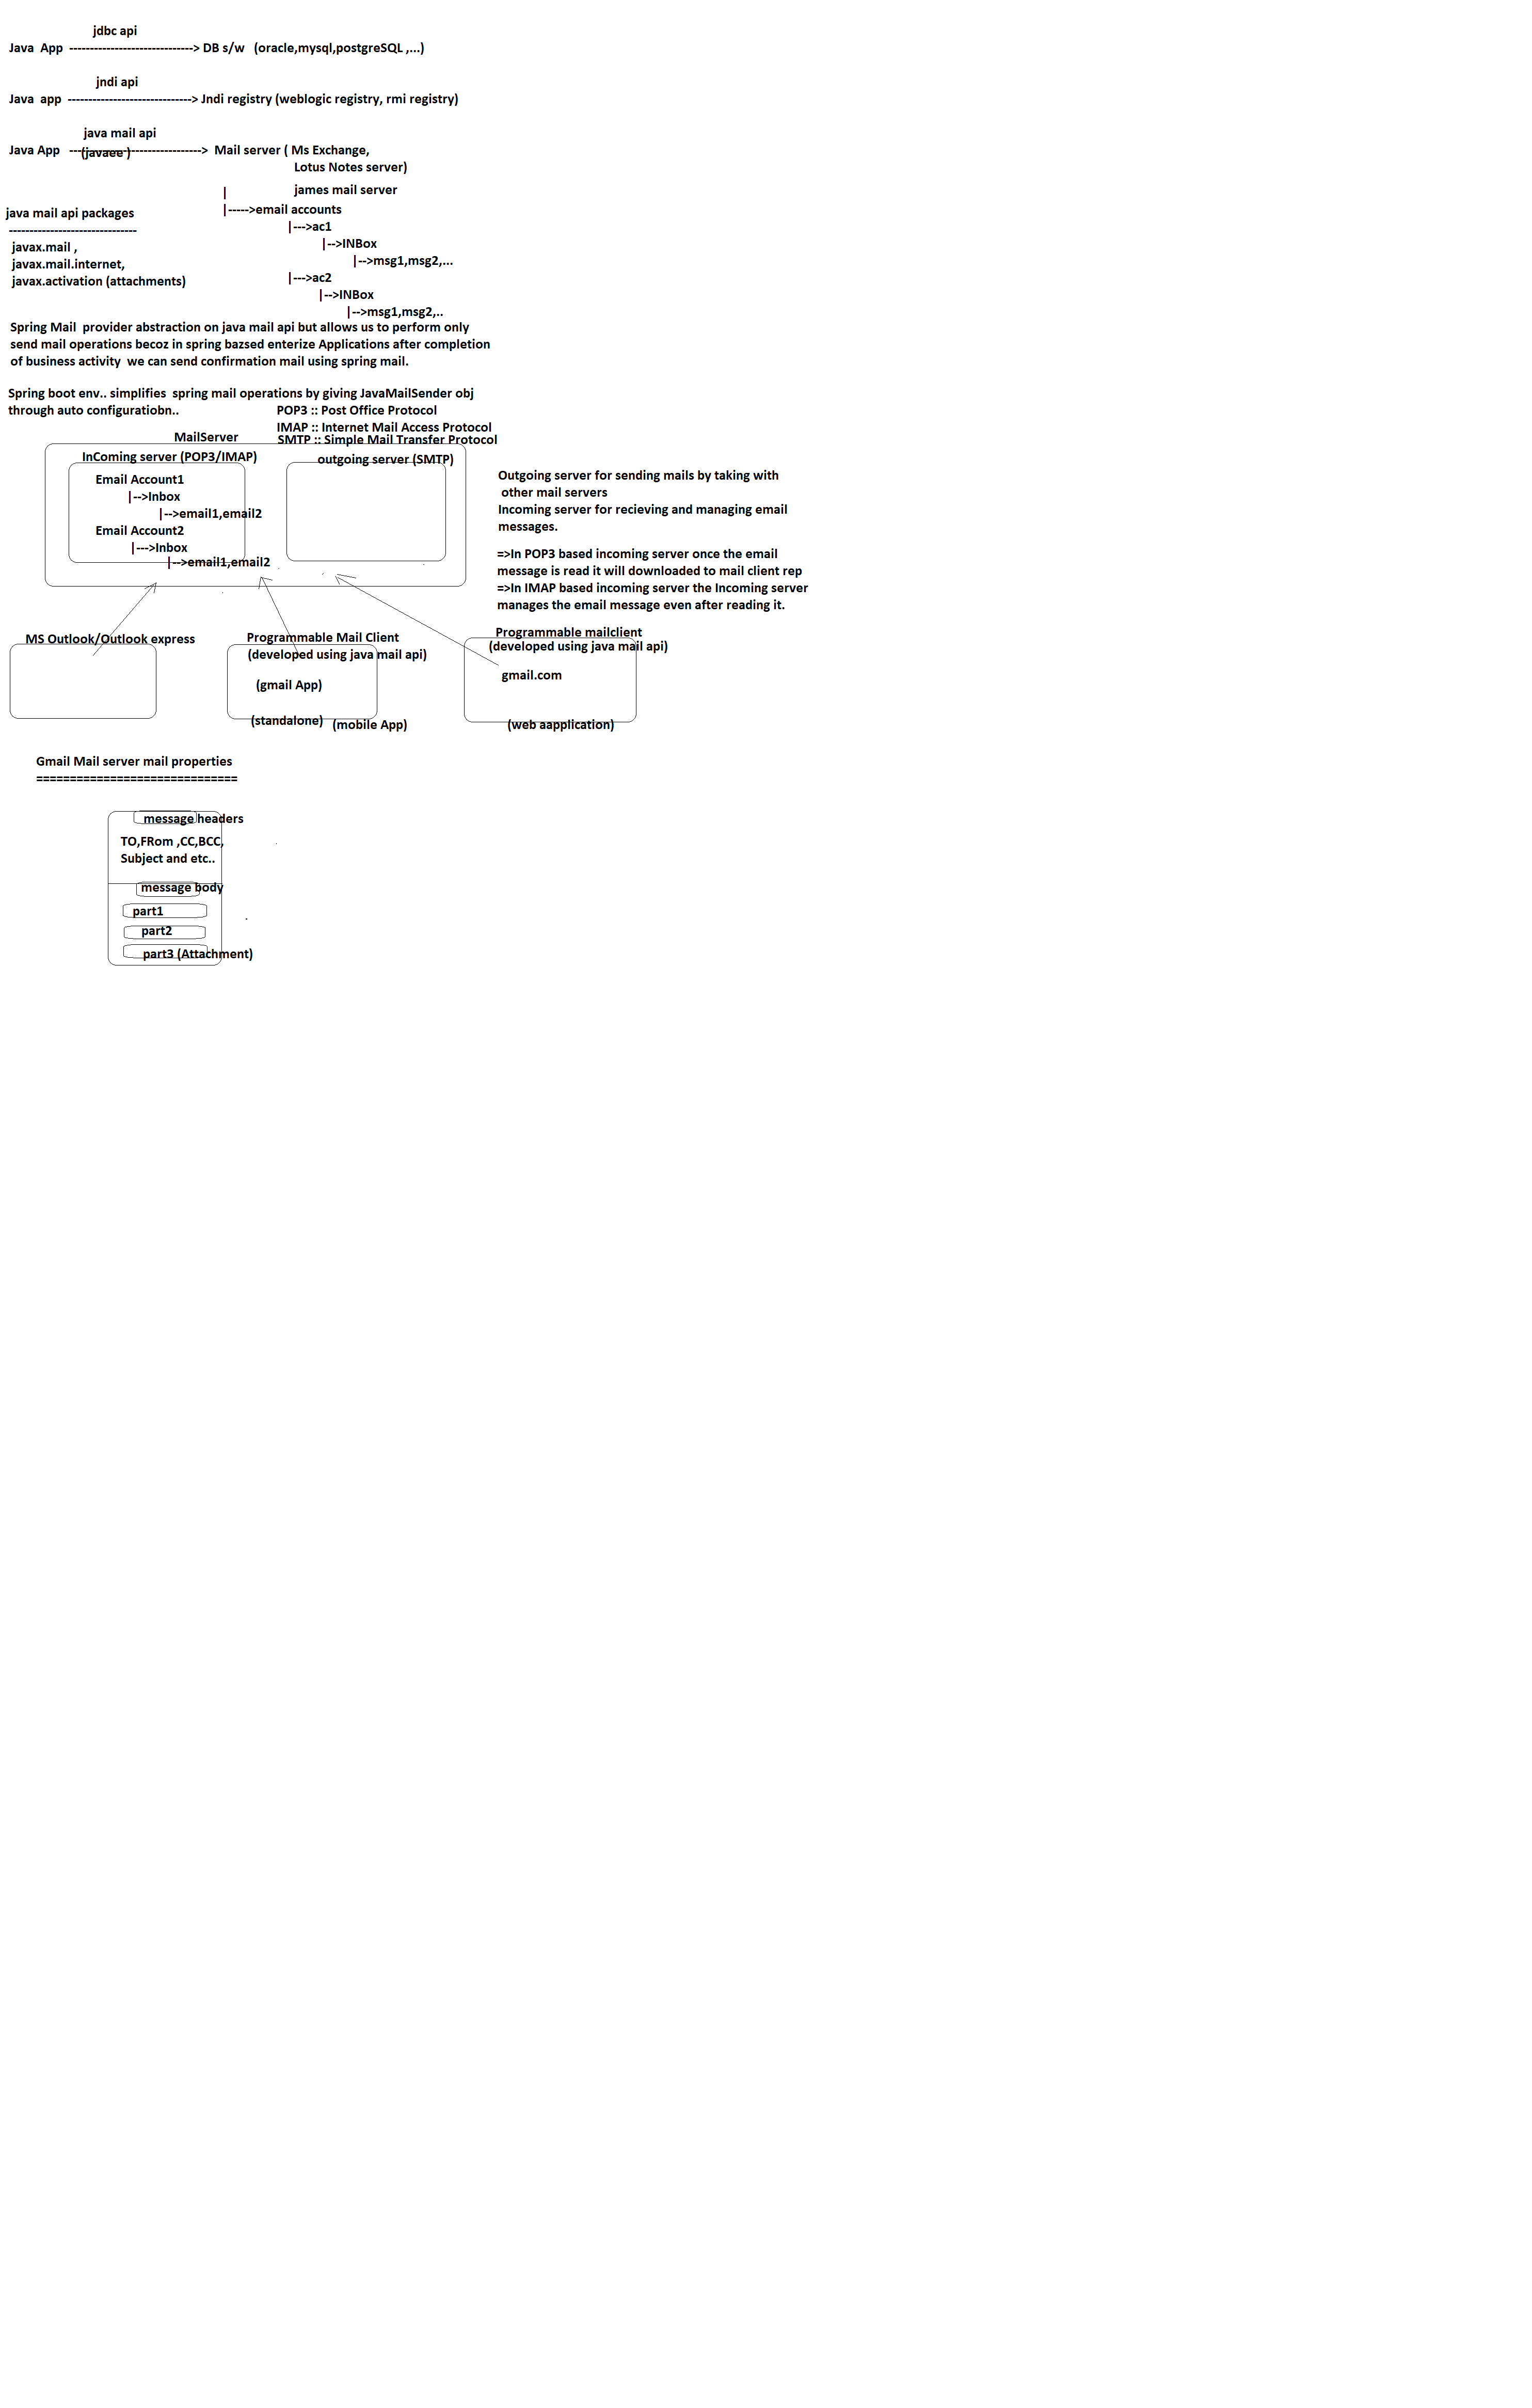 jdbc api
Java  App  ------------------------------> DB s/w   (oracle,mysql,postgreSQL ,...)
jndi api
Java  app  ------------------------------> Jndi registry (weblogic registry, rmi registry)
java mail api
Java App   -------------------------------->  Mail server ( Ms Exchange,
(javaee )
Lotus Notes server)
james mail server
|
|----->email accounts
|--->ac1
|-->INBox
|-->msg1,msg2,...
|--->ac2
|-->INBox
|-->msg1,msg2,..
java mail api packages
-------------------------------
javax.mail ,
javax.mail.internet,
javax.activation (attachments)
Spring Mail  provider abstraction on java mail api but allows us to perform only
send mail operations becoz in spring bazsed enterize Applications after completion
of business activity  we can send confirmation mail using spring mail.
Spring boot env.. simplifies  spring mail operations by giving JavaMailSender obj
through auto configuratiobn..
POP3 :: Post Office Protocol
IMAP :: Internet Mail Access Protocol
SMTP :: Simple Mail Transfer Protocol
MailServer
InComing server (POP3/IMAP)
outgoing server (SMTP)
Email Account1
|-->Inbox
|-->email1,email2
Email Account2
|--->Inbox
|-->email1,email2
Outgoing server for sending mails by taking with
other mail servers
Incoming server for recieving and managing email
messages.
=>In POP3 based incoming server once the email
message is read it will downloaded to mail client rep
=>In IMAP based incoming server the Incoming server
manages the email message even after reading it.
MS Outlook/Outlook express
Programmable Mail Client
(developed using java mail api)
(gmail App)
(standalone)
(mobile App)
Programmable mailclient
(developed using java mail api)
gmail.com
(web aapplication)
Gmail Mail server mail properties
==============================
message headers
TO,FRom ,CC,BCC,
Subject and etc..
message body
part1
part2
part3 (Attachment)